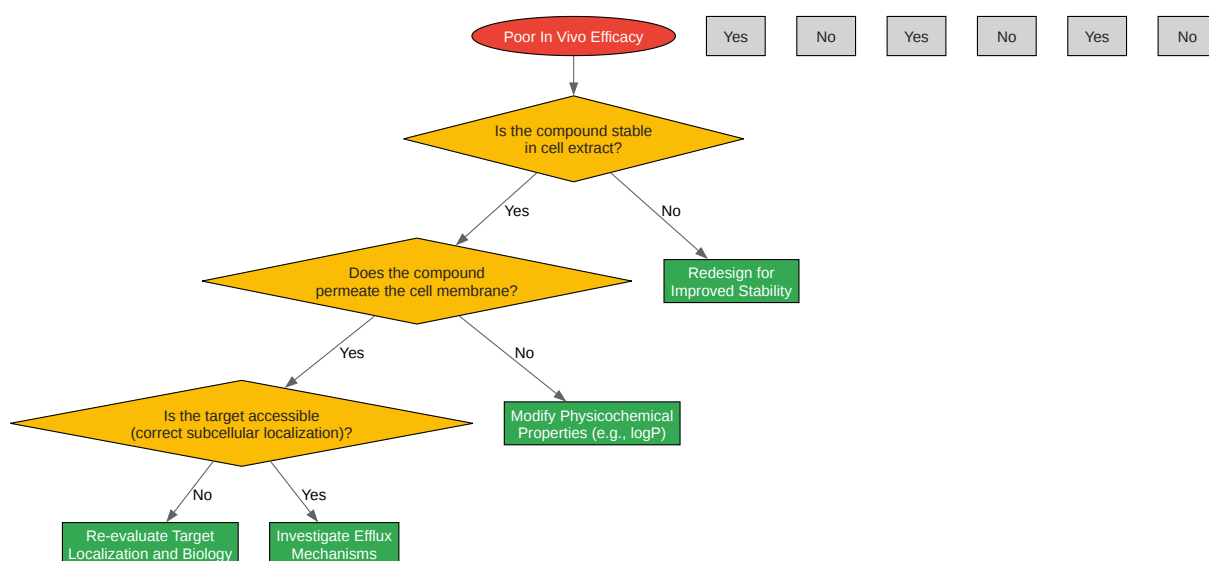 Poor In Vivo Efficacy
Yes
No
Yes
No
Yes
No
Is the compound stable
in cell extract?
Yes
No
Does the compound
permeate the cell membrane?
Redesign for
Improved Stability
Yes
No
Is the target accessible
(correct subcellular localization)?
Modify Physicochemical
Properties (e.g., logP)
No
Yes
Re-evaluate Target
Localization and Biology
Investigate Efflux
Mechanisms